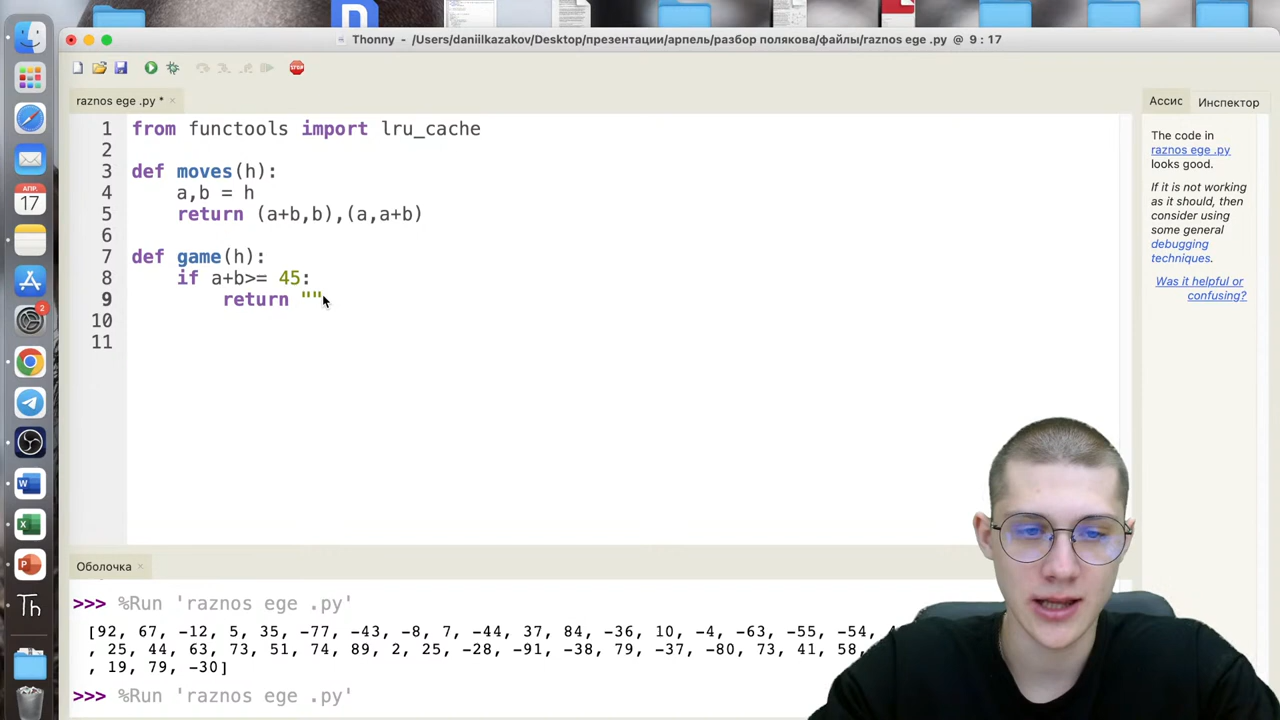 Thonny - /Users/daniilkazakov/Desktop/презентации/арпель/разбор полякова/файлы/raznos ege .py @ 9 : 17
raznos ege .py *
Ассис
Инспектор
1 from functools import lru_cache
2
3 def moves(h):
4 a,b = h
5 return (a+b,b),(a,a+b)
6
7 def game(h):
8 if a+b>= 45:
9 return ""
10
11
The code in
raznos ege .py
looks good.
If it is not working
as it should, then
consider using
some general
debugging
techniques.
Was it helpful or
confusing?
АПР.
17
2
Th
Оболочка
>>> %Run 'raznos ege .py'
[92, 67, -12, 5, 35, -77, -43, -8, 7, -44, 37, 84, -36, 10, -4, -63, -55, -54,
, 25, 44, 63, 73, 51, 74, 89, 2, 25, -28, -91, -38, 79, -37, -80, 73, 41, 58,
, 19, 79, -30]
>>> %Run 'raznos ege .py'